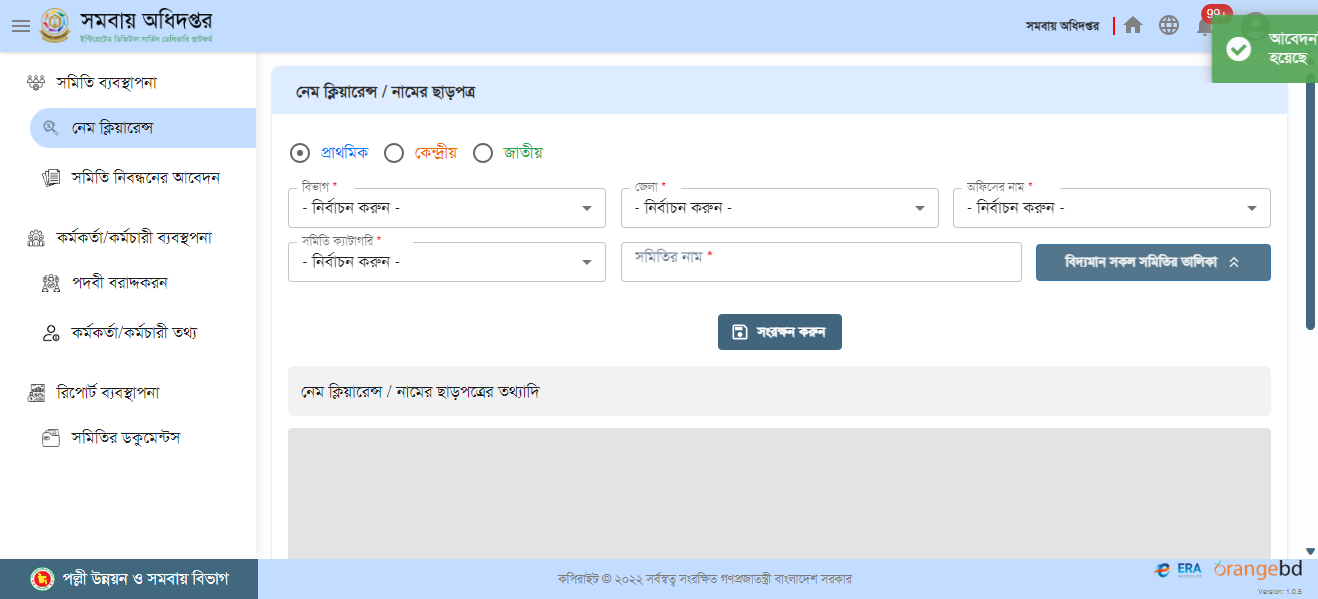 সমবায় অধিদপ্তর
ইন্টিগ্রেটেড ডিজিটাল সার্ভিস ডেলিভারি প্লাটফর্ম
সমবায় অধিদপ্তর
99+
আবেদন
হয়েছে
সমিতি ব্যবস্থাপনা
নেম ক্লিয়ারেন্স
সমিতি নিবন্ধনের আবেদন
কর্মকর্তা/কর্মচারী ব্যবস্থপনা
পদবী বরাদ্দকরন
কর্মকর্তা/কর্মচারী তথ্য
রিপোর্ট ব্যবস্থাপনা
সমিতির ডকুমেন্টস
পল্লী উন্নয়ন ও সমবায় বিভাগ
নেম ক্লিয়ারেন্স / নামের ছাড়পত্র
প্রাথমিক কেন্দ্রীয় জাতীয়
বিভাগ * জেলা * অফিসের নাম *
- নির্বাচন করুন - - নির্বাচন করুন - - নির্বাচন করুন -
সমিতি ক্যাটাগরি *
- নির্বাচন করুন - সমিতির নাম * বিদ্যমান সকল সমিতির তালিকা
সংরক্ষন করুন
নেম ক্লিয়ারেন্স / নামের ছাড়পত্রের তথ্যাদি
কপিরাইট © ২০২২ সর্বস্বত্ব সংরক্ষিত গণপ্রজাতন্ত্রী বাংলাদেশ সরকার
ERA orangebd
Version: 1.0.5